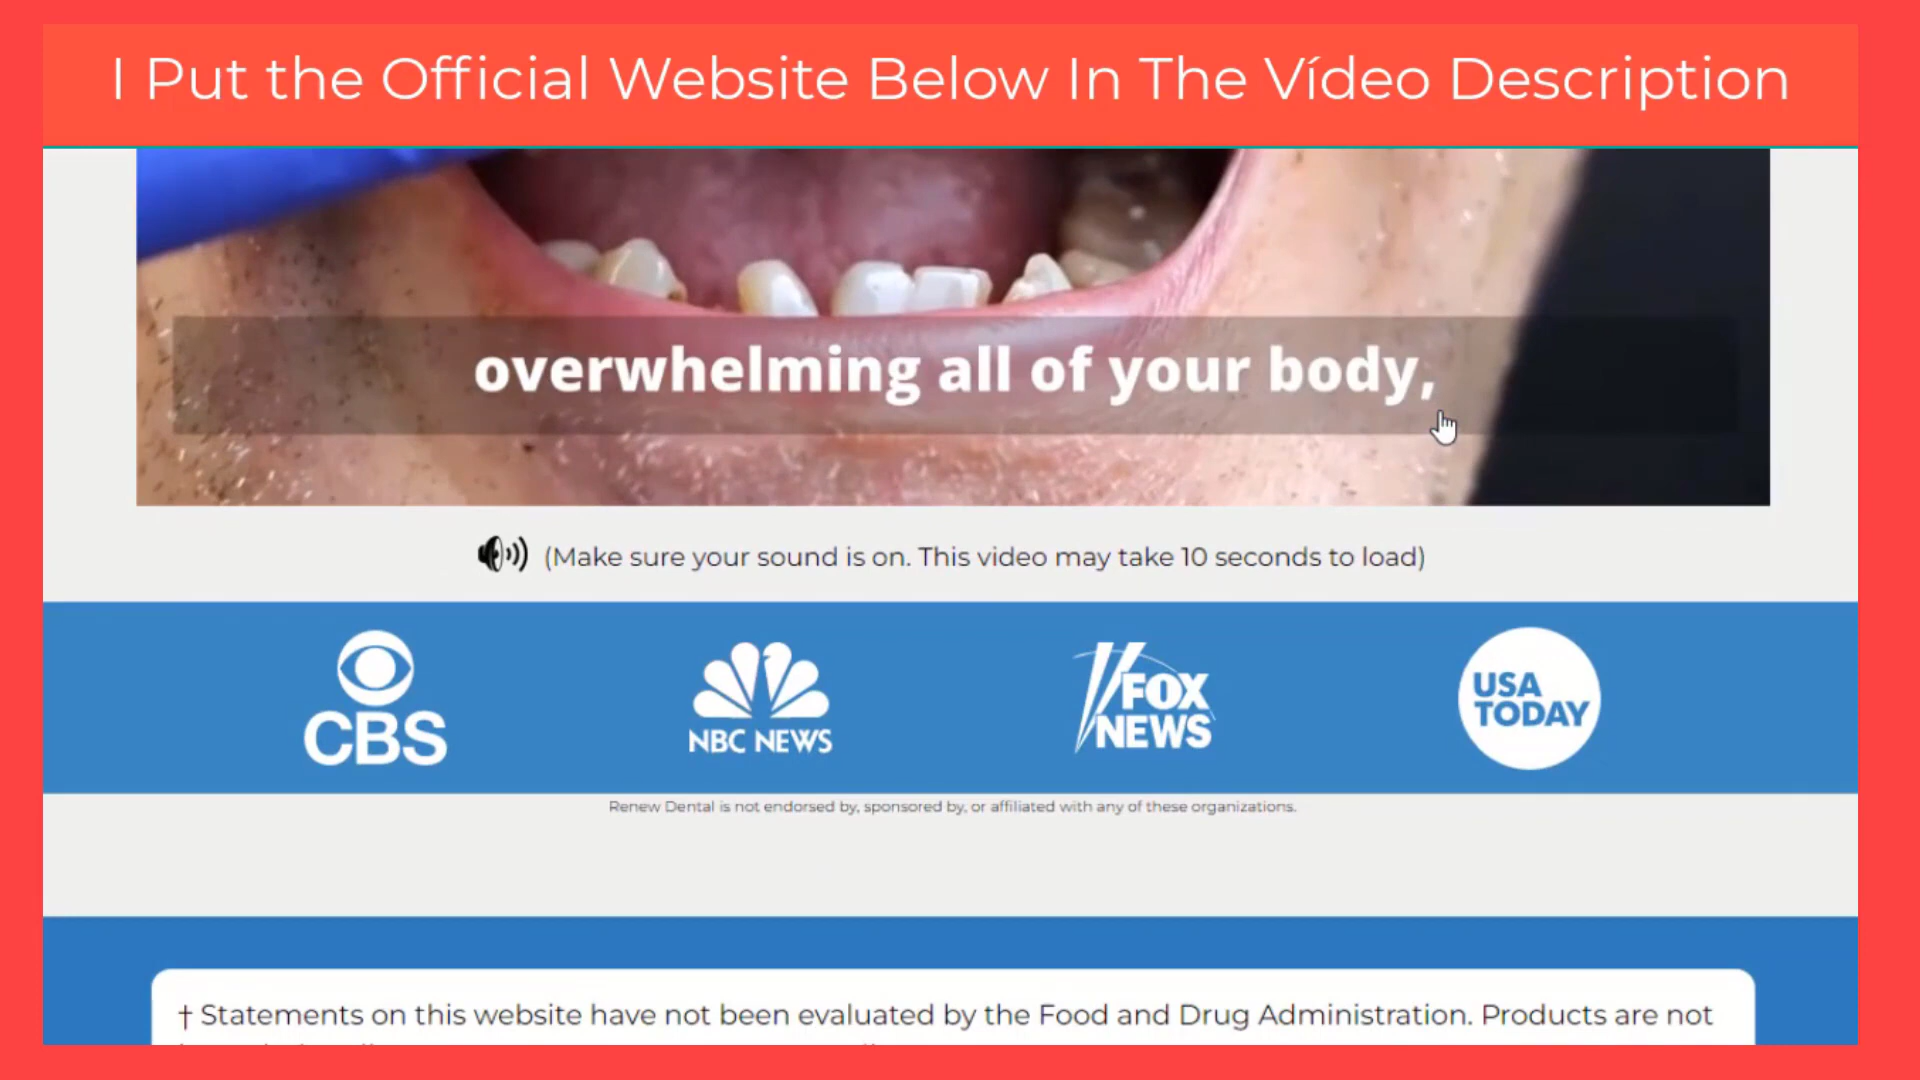 I Put the Official Website Below In The Vídeo Description
overwhelming all of your body,
(Make sure your sound is on. This video may take 10 seconds to load)
CBS
NBC NEWS
FOX
NEWS
USA
TODAY
Renew Dental is not endorsed by, sponsored by, or affiliated with any of these organizations.
† Statements on this website have not been evaluated by the Food and Drug Administration. Products are not